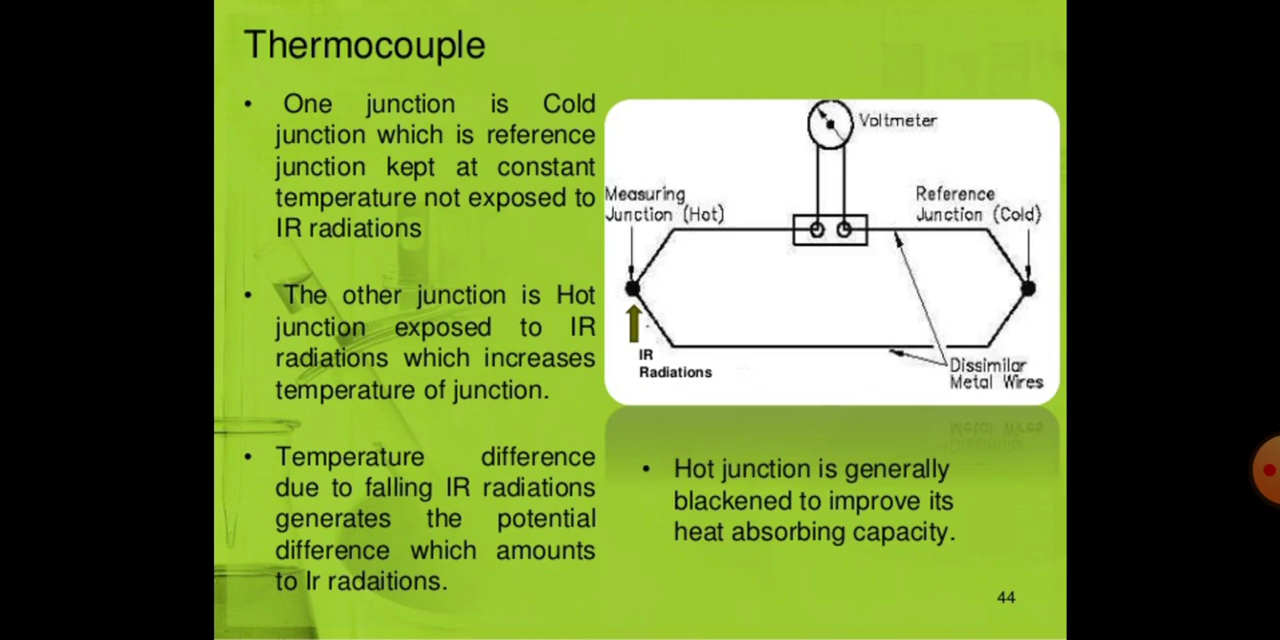 Thermocouple
• One junction is Cold
junction which is reference
junction kept at constant
temperature not exposed to
IR radiations
• The other junction is Hot
junction exposed to IR
radiations which increases
temperature of junction.
• Temperature difference
due to falling IR radiations
generates the potential
difference which amounts
to Ir radaitions.
Voltmeter
Measuring
Junction (Hot)
Reference
Junction (Cold)
IR
Radiations
Dissimilar
Metal Wires
• Hot junction is generally
blackened to improve its
heat absorbing capacity.
44